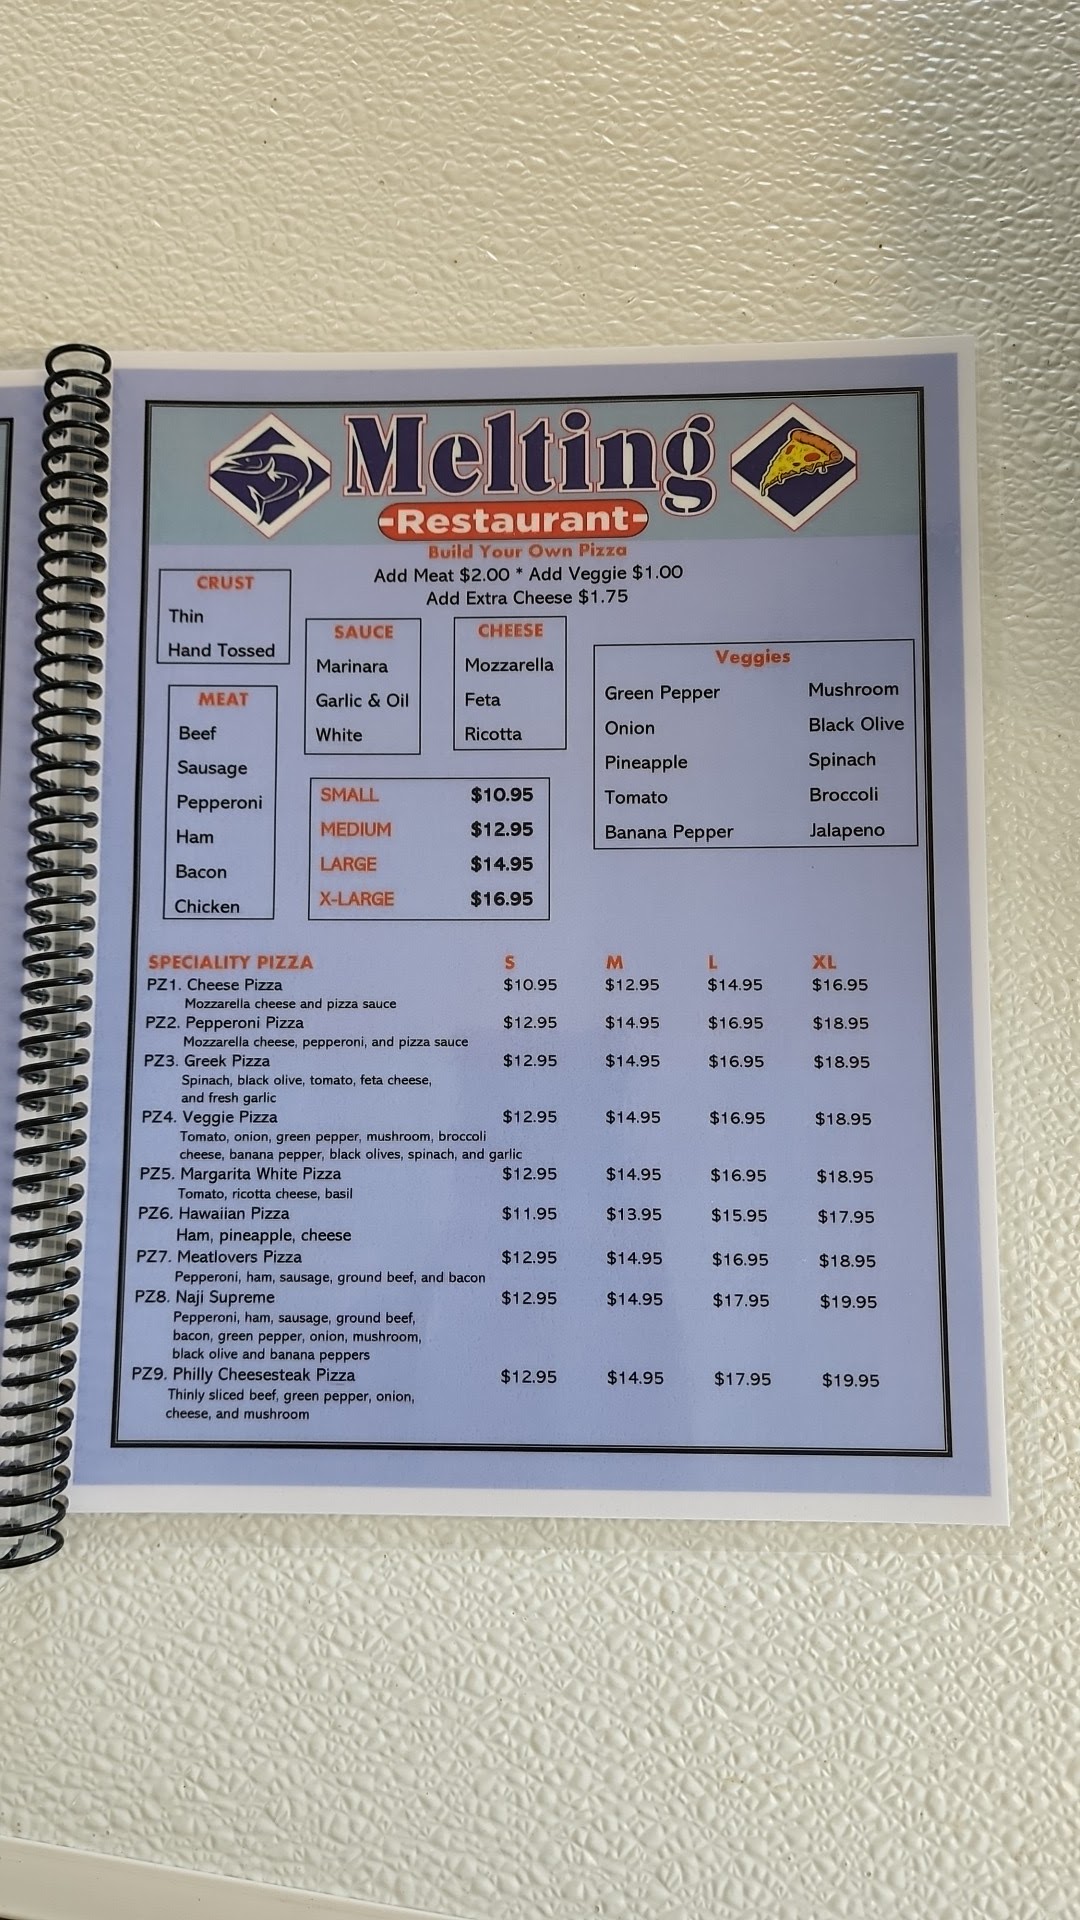 Melting
-Restaurant-
Build Your Own Pizza
Add Meat $2.00 * Add Veggie $1.00
Add Extra Cheese $1.75
CRUST
Thin
Hand Tossed
MEAT
Beef
Sausage
Pepperoni
Ham
Bacon
Chicken
SAUCE
Marinara
Garlic & Oil
White
CHEESE
Mozzarella
Feta
Ricotta
Veggies
Green Pepper Mushroom
Onion Black Olive
Pineapple Spinach
Tomato Broccoli
Banana Pepper Jalapeno
SMALL $10.95
MEDIUM $12.95
LARGE $14.95
X-LARGE $16.95
SPECIALITY PIZZA S M L XL
PZ1. Cheese Pizza $10.95 $12.95 $14.95 $16.95
Mozzarella cheese and pizza sauce
PZ2. Pepperoni Pizza $12.95 $14.95 $16.95 $18.95
Mozzarella cheese, pepperoni, and pizza sauce
PZ3. Greek Pizza $12.95 $14.95 $16.95 $18.95
Spinach, black olive, tomato, feta cheese,
and fresh garlic
PZ4. Veggie Pizza $12.95 $14.95 $16.95 $18.95
Tomato, onion, green pepper, mushroom, broccoli
cheese, banana pepper, black olives, spinach, and garlic
PZ5. Margarita White Pizza $12.95 $14.95 $16.95 $18.95
Tomato, ricotta cheese, basil
PZ6. Hawaiian Pizza $11.95 $13.95 $15.95 $17.95
Ham, pineapple, cheese
PZ7. Meatlovers Pizza $12.95 $14.95 $16.95 $18.95
Pepperoni, ham, sausage, ground beef, and bacon
PZ8. Naji Supreme $12.95 $14.95 $17.95 $19.95
Pepperoni, ham, sausage, ground beef,
bacon, green pepper, onion, mushroom,
black olive and banana peppers
PZ9. Philly Cheesesteak Pizza $12.95 $14.95 $17.95 $19.95
Thinly sliced beef, green pepper, onion,
cheese, and mushroom